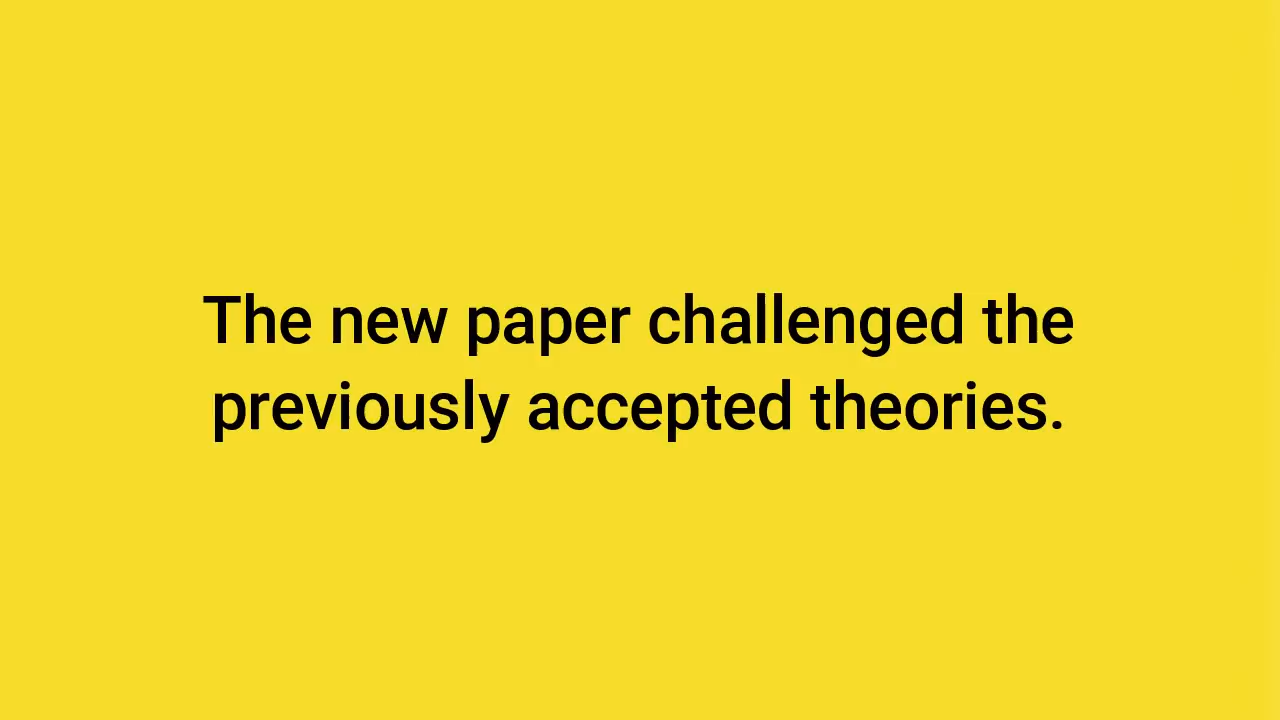 The new paper challenged the
previously accepted theories.